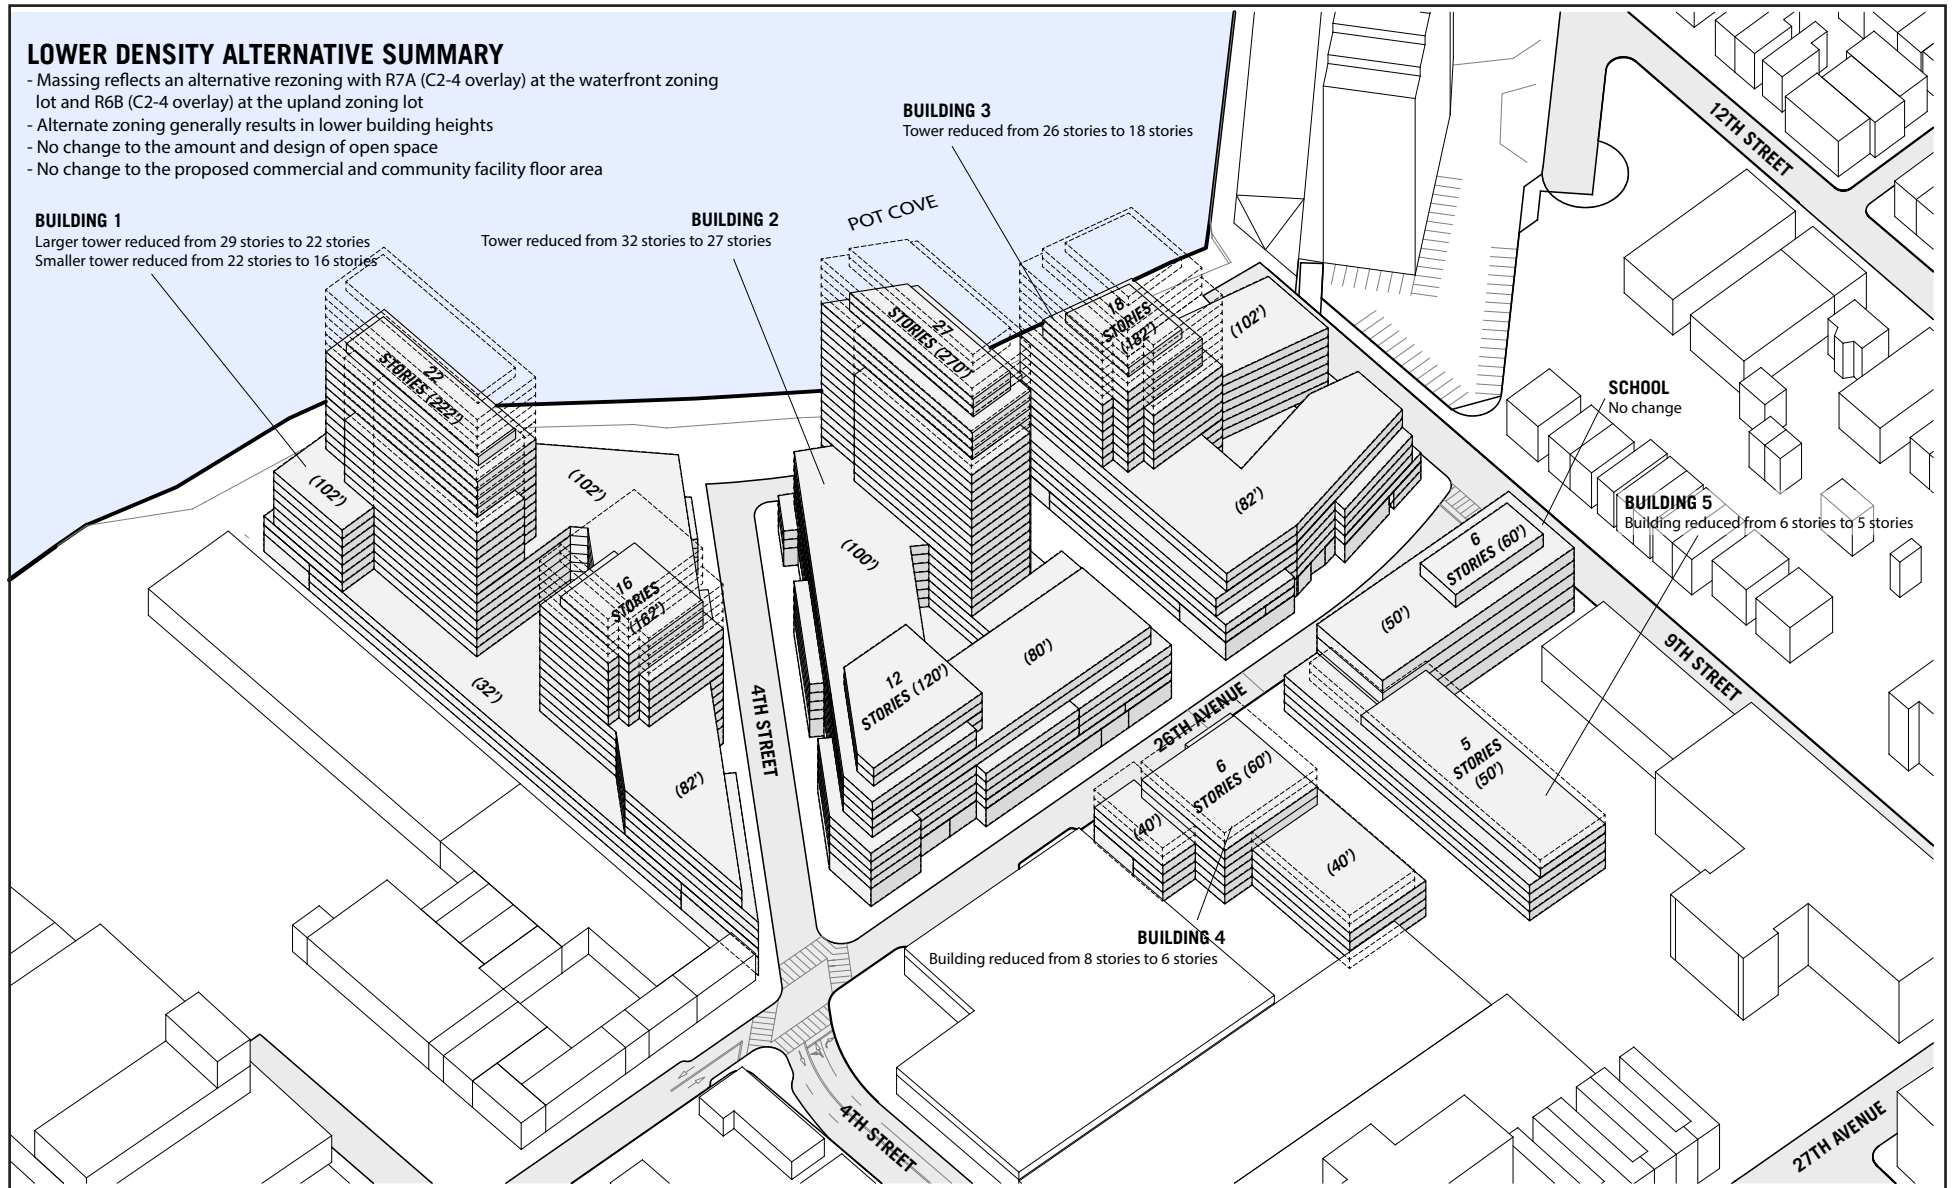 LOWER DENSITY ALTERNATIVE SUMMARY
- Massing reflects an alternative rezoning with R7A (C2-4 overlay) at the waterfront zoning
lot and R6B (C2-4 overlay) at the upland zoning lot
- Alternate zoning generally results in lower building heights
- No change to the amount and design of open space
- No change to the proposed commercial and community facility floor area
BUILDING 1
Larger tower reduced from 29 stories to 22 stories
Smaller tower reduced from 22 stories to 16 stories
BUILDING 2
Tower reduced from 32 stories to 27 stories
BUILDING 3
Tower reduced from 26 stories to 18 stories
POT COVE
12TH STREET
22
STORIES (222')
(102')
(102')
16
STORIES
(162')
(32')
(82')
4TH STREET
27
STORIES (270')
(100')
12
STORIES (120')
(80')
18
STORIES
(182')
(102')
(82')
SCHOOL
No change
6
STORIES (60')
(50')
BUILDING 5
Building reduced from 6 stories to 5 stories
5
STORIES
(50')
9TH STREET
26TH AVENUE
6
STORIES (60')
(40')
(40')
BUILDING 4
Building reduced from 8 stories to 6 stories
4TH STREET
27TH AVENUE